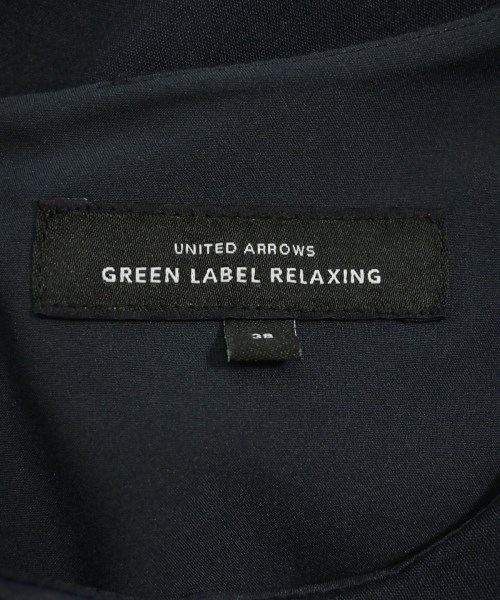 UNITED ARROWS
GREEN LABEL RELAXING
38